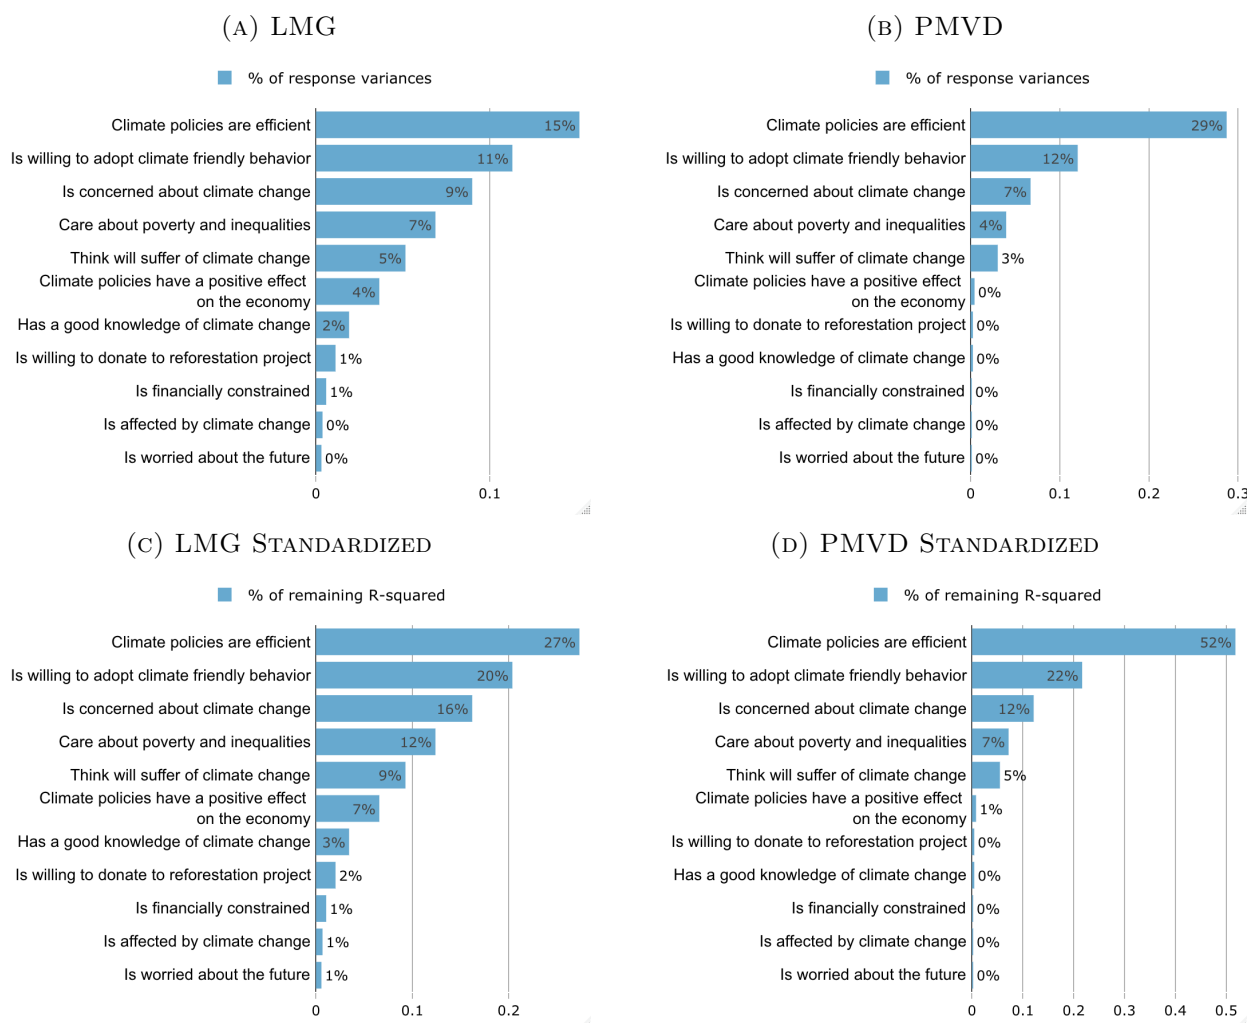 (A) LMG
% of response variances
Climate policies are efficient 15%
Is willing to adopt climate friendly behavior 11%
Is concerned about climate change 9%
Care about poverty and inequalities 7%
Think will suffer of climate change 5%
Climate policies have a positive effect
on the economy 4%
Has a good knowledge of climate change 2%
Is willing to donate to reforestation project 1%
Is financially constrained 1%
Is affected by climate change 0%
Is worried about the future 0%
0 0.1
(B) PMVD
% of response variances
Climate policies are efficient 29%
Is willing to adopt climate friendly behavior 12%
Is concerned about climate change 7%
Care about poverty and inequalities 4%
Think will suffer of climate change 3%
Climate policies have a positive effect
on the economy 0%
Is willing to donate to reforestation project 0%
Has a good knowledge of climate change 0%
Is financially constrained 0%
Is affected by climate change 0%
Is worried about the future 0%
0 0.1 0.2 0.3
(C) LMG STANDARDIZED
% of remaining R-squared
Climate policies are efficient 27%
Is willing to adopt climate friendly behavior 20%
Is concerned about climate change 16%
Care about poverty and inequalities 12%
Think will suffer of climate change 9%
Climate policies have a positive effect
on the economy 7%
Has a good knowledge of climate change 3%
Is willing to donate to reforestation project 2%
Is financially constrained 1%
Is affected by climate change 1%
Is worried about the future 1%
0 0.1 0.2
(D) PMVD STANDARDIZED
% of remaining R-squared
Climate policies are efficient 52%
Is willing to adopt climate friendly behavior 22%
Is concerned about climate change 12%
Care about poverty and inequalities 7%
Think will suffer of climate change 5%
Climate policies have a positive effect
on the economy 1%
Is willing to donate to reforestation project 0%
Has a good knowledge of climate change 0%
Is financially constrained 0%
Is affected by climate change 0%
Is worried about the future 0%
0 0.1 0.2 0.3 0.4 0.5